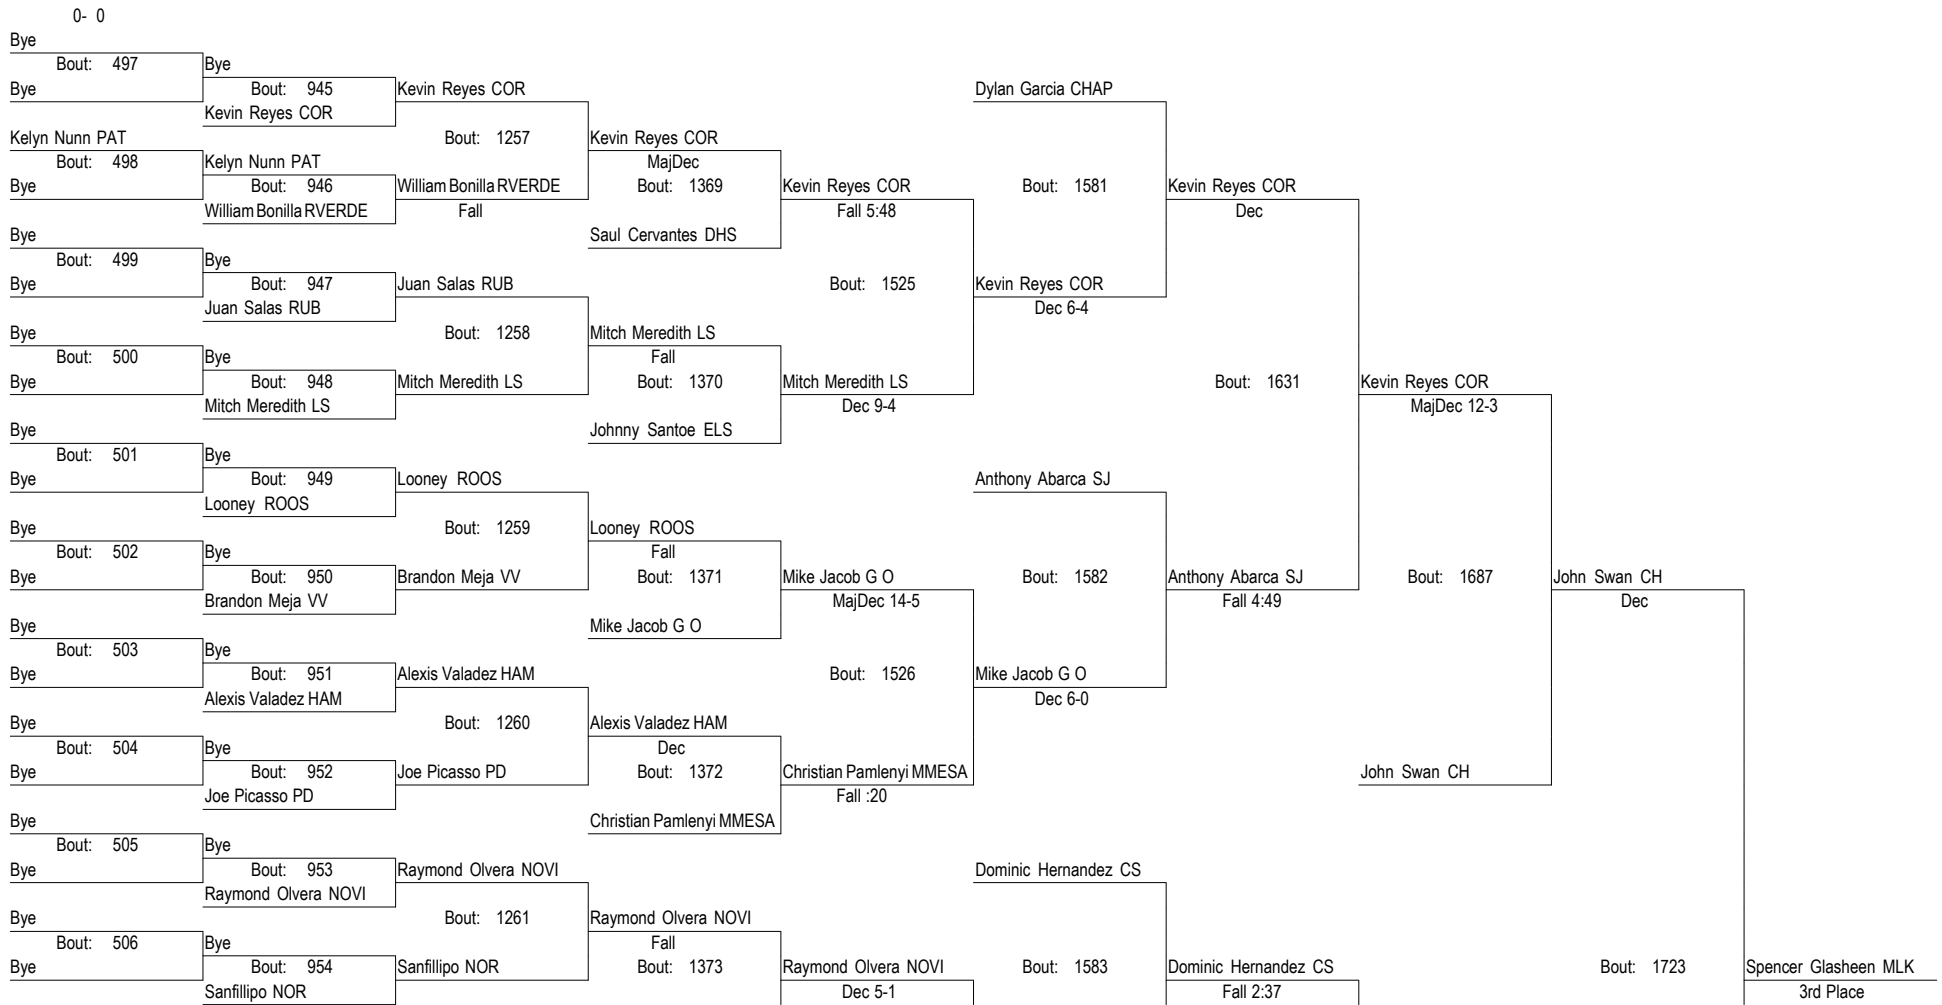 0- 0
Bye
Bout: 497 Bye
Bye Bout: 945 Kevin Reyes COR Dylan Garcia CHAP
Kevin Reyes COR
Kelyn Nunn PAT Bout: 1257 Kevin Reyes COR
Bout: 498 Kelyn Nunn PAT MajDec
Bye Bout: 946 William Bonilla RVERDE Bout: 1369 Kevin Reyes COR Bout: 1581 Kevin Reyes COR
William Bonilla RVERDE Fall Fall 5:48 Dec
Bye Saul Cervantes DHS
Bout: 499 Bye
Bye Bout: 947 Juan Salas RUB Bout: 1525 Kevin Reyes COR
Juan Salas RUB Dec 6-4
Bye Bout: 1258 Mitch Meredith LS
Bout: 500 Bye Fall
Bye Bout: 948 Mitch Meredith LS Bout: 1370 Mitch Meredith LS Bout: 1631 Kevin Reyes COR
Mitch Meredith LS Dec 9-4 MajDec 12-3
Bye Johnny Santoe ELS
Bout: 501 Bye
Bye Bout: 949 Looney ROOS Anthony Abarca SJ
Looney ROOS
Bye Bout: 1259 Looney ROOS
Bout: 502 Bye Fall
Bye Bout: 950 Brandon Meja VV Bout: 1371 Mike Jacob G O Bout: 1582 Anthony Abarca SJ Bout: 1687 John Swan CH
Brandon Meja VV MajDec 14-5 Fall 4:49 Dec
Bye Mike Jacob G O
Bout: 503 Bye
Bye Bout: 951 Alexis Valadez HAM Bout: 1526 Mike Jacob G O
Alexis Valadez HAM Dec 6-0
Bye Bout: 1260 Alexis Valadez HAM
Bout: 504 Bye Dec
Bye Bout: 952 Joe Picasso PD Bout: 1372 Christian Pamlenyi MMESA John Swan CH
Joe Picasso PD Fall :20
Bye Christian Pamlenyi MMESA
Bout: 505 Bye
Bye Bout: 953 Raymond Olvera NOVI Dominic Hernandez CS
Raymond Olvera NOVI
Bye Bout: 1261 Raymond Olvera NOVI
Bout: 506 Bye Fall
Bye Bout: 954 Sanfillipo NOR Bout: 1373 Raymond Olvera NOVI Bout: 1583 Dominic Hernandez CS Bout: 1723 Spencer Glasheen MLK
Sanfillipo NOR Dec 5-1 Fall 2:37 3rd Place